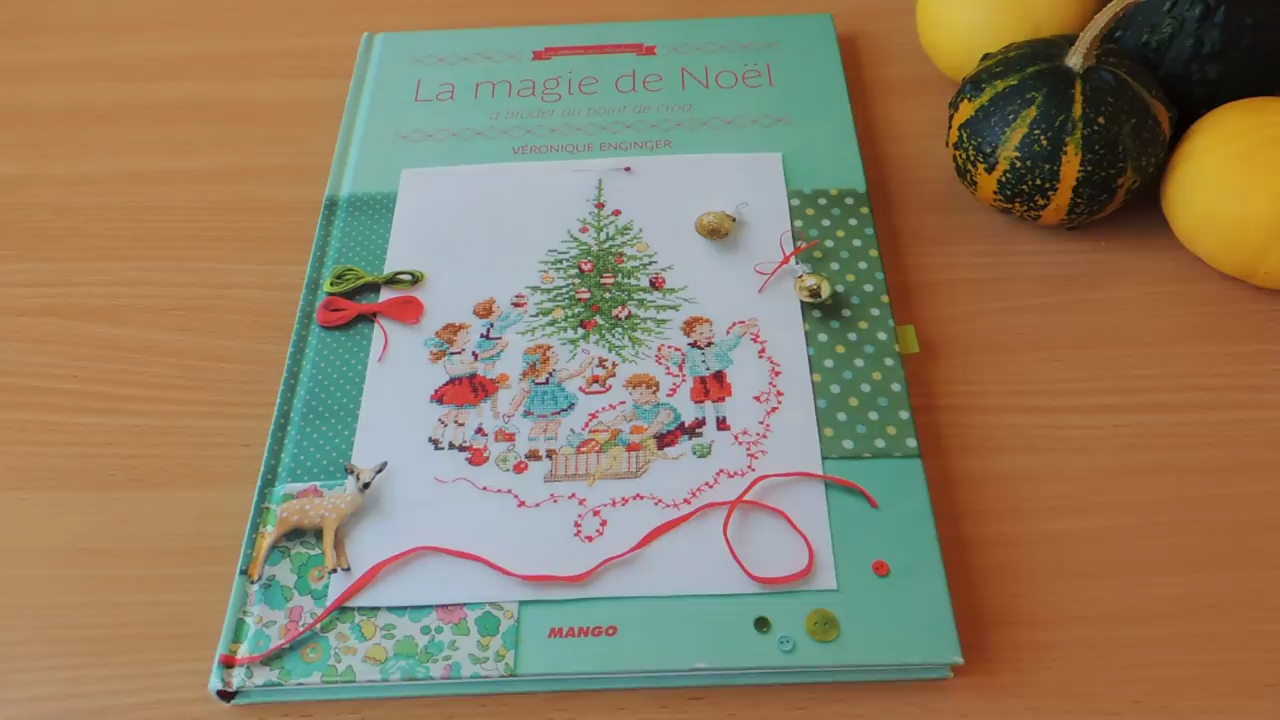 La magie de Noël
à broder au point de croix
VÉRONIQUE ENGINGER
MANGO